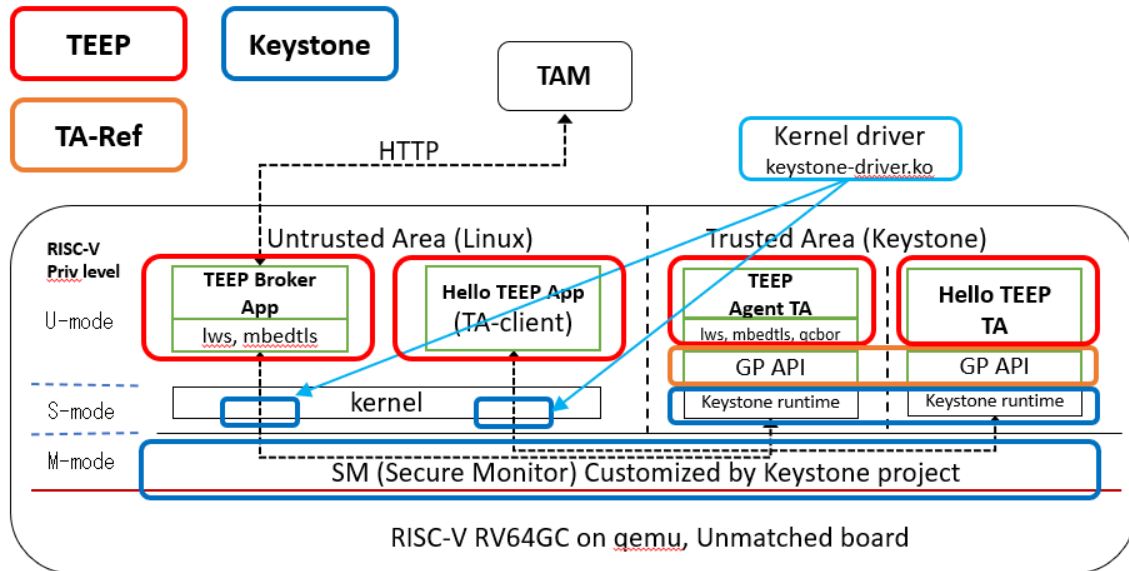 TEEP
Keystone
TA-Ref
TAM
HTTP
Kernel driver
keystone-driver.ko
RISC-V
Priv level
Untrusted Area (Linux)
Trusted Area (Keystone)
U-mode
TEEP Broker
App
lws, mbedtls
Hello TEEP App
(TA-client)
TEEP
Agent TA
lws, mbedtls, qcbor
Hello TEEP
TA
GP API
GP API
S-mode
kernel
Keystone runtime
Keystone runtime
M-mode
SM (Secure Monitor) Customized by Keystone project
RISC-V RV64GC on qemu, Unmatched board